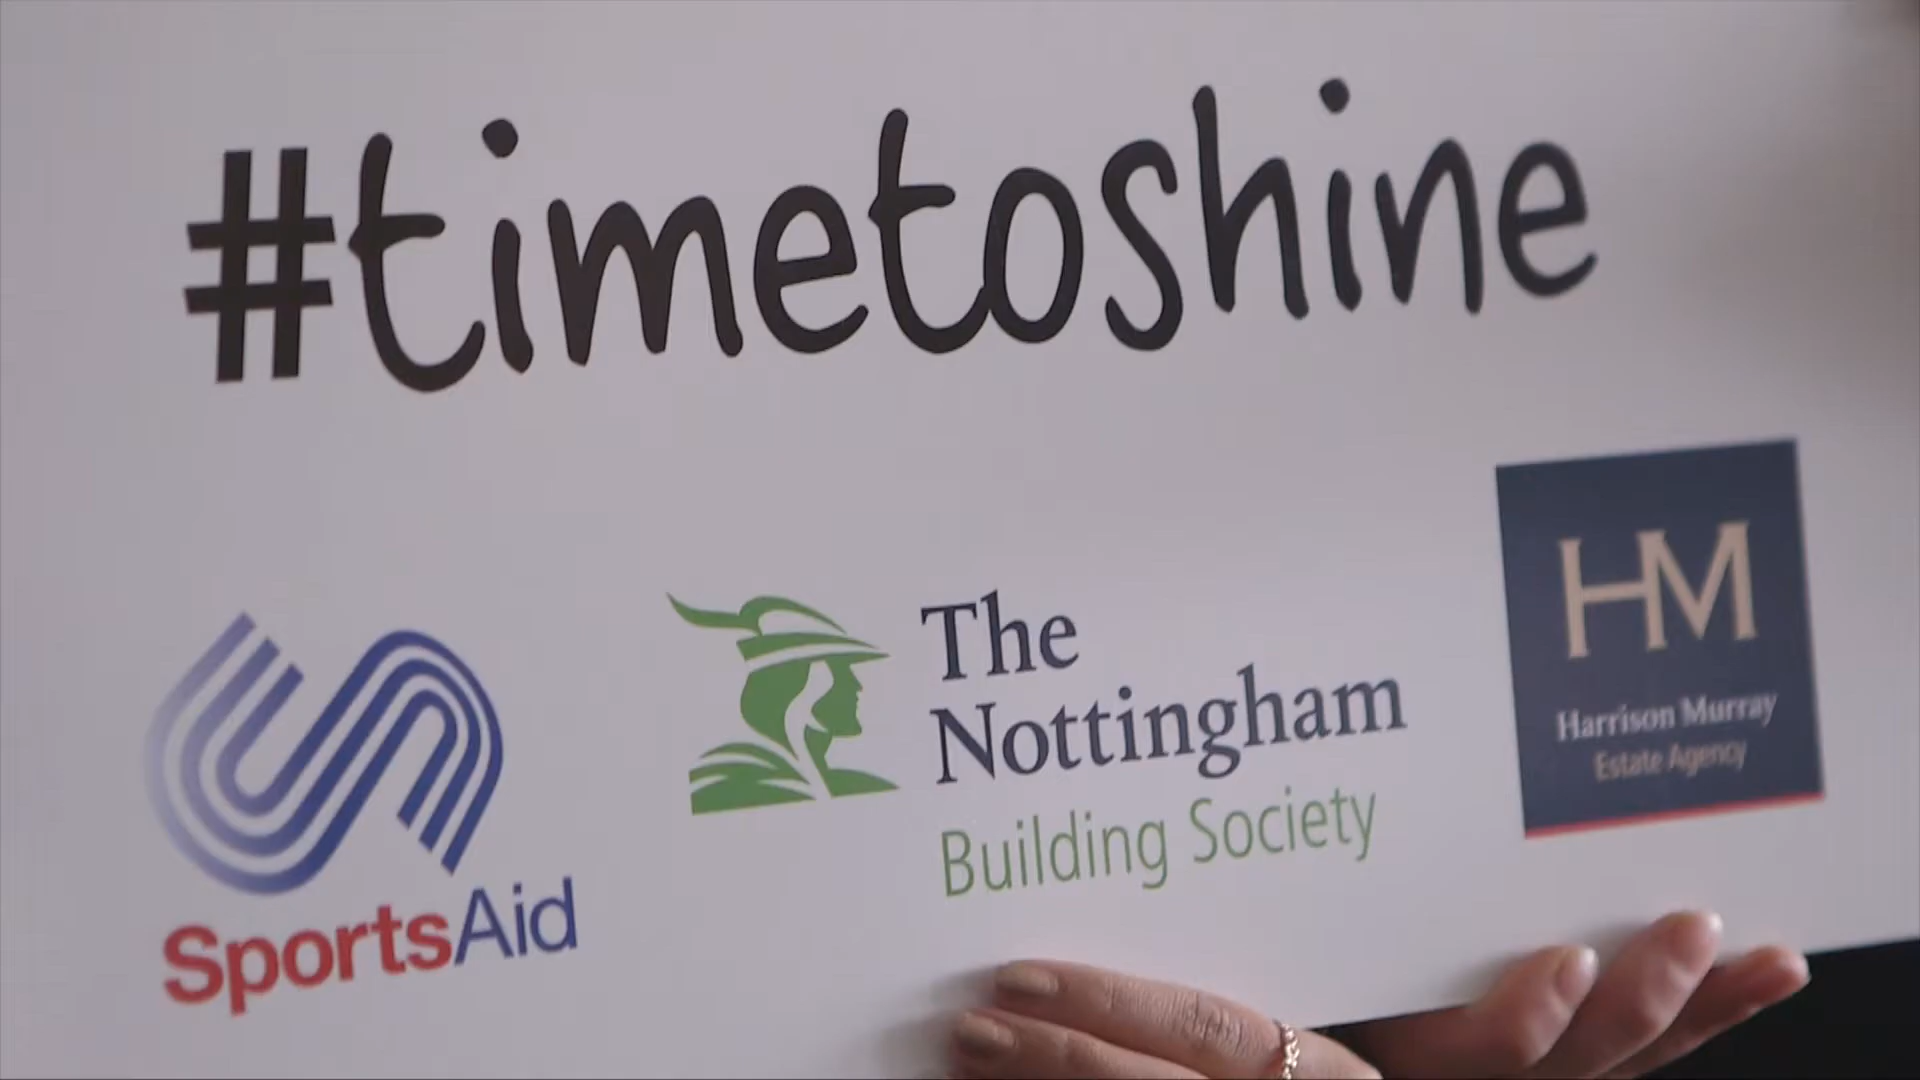 #timetoshine
SportsAid
The
Nottingham
Building Society
HM
Harrison Murray
Estate Agency